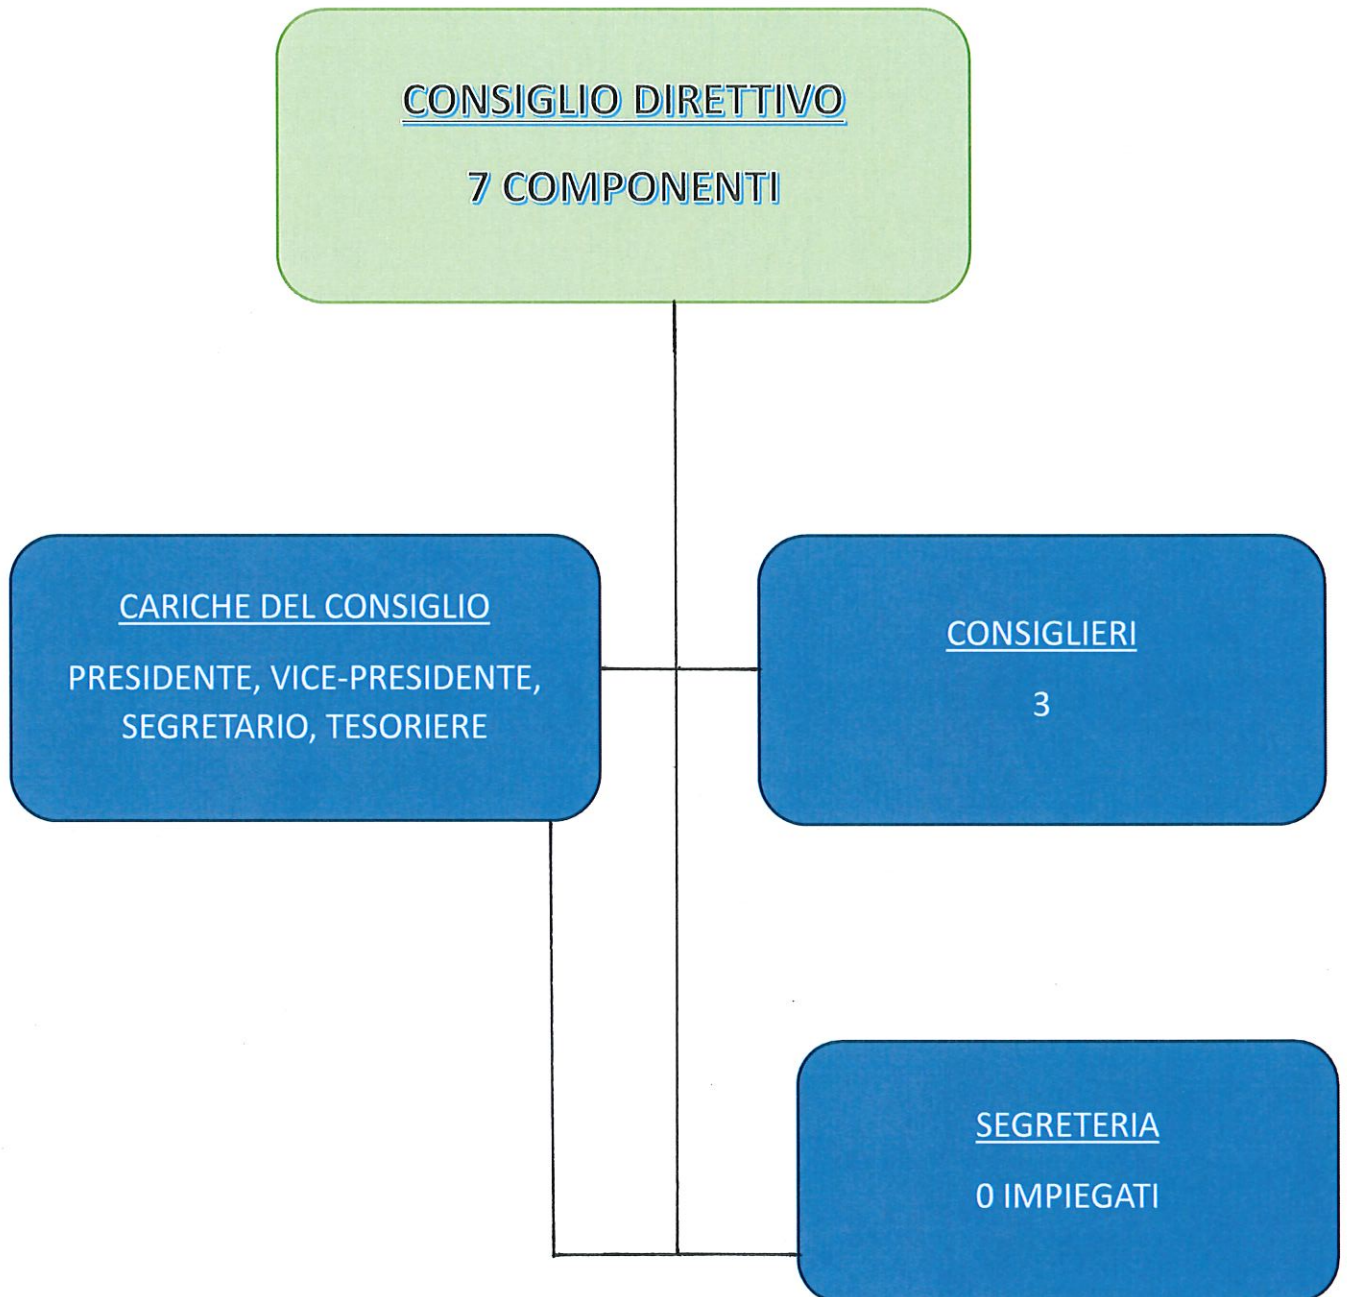 CONSIGLIO DIRETTIVO
7 COMPONENTI
CARICHE DEL CONSIGLIO
PRESIDENTE, VICE-PRESIDENTE,
SEGRETARIO, TESORIERE
CONSIGLIERI
3
SEGRETERIA
0 IMPIEGATI